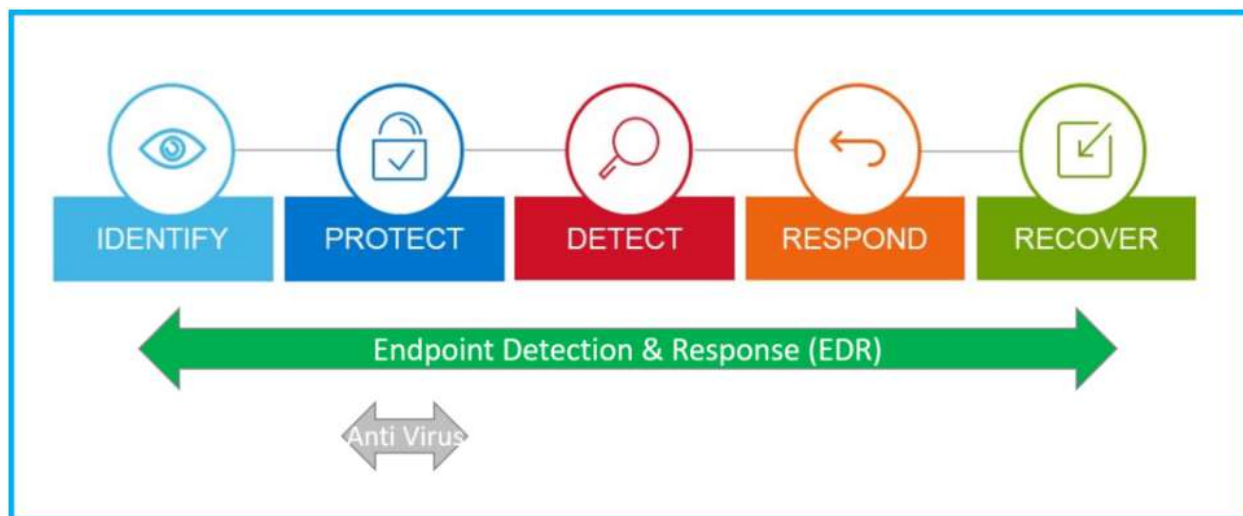 IDENTIFY
PROTECT
DETECT
RESPOND
RECOVER
Endpoint Detection & Response (EDR)
Anti Virus